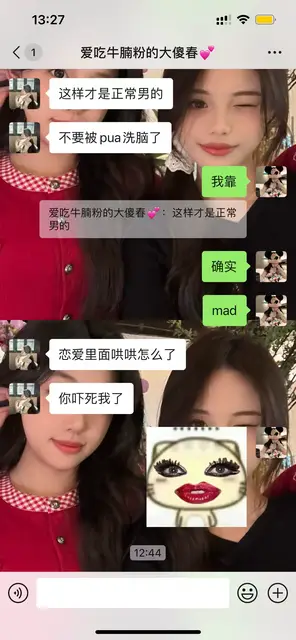 13:27
1
爱吃牛腩粉的大傻春💕
这样才是正常男的
不要被pua洗脑了
我靠
爱吃牛腩粉的大傻春💕：这样才是正常
男的
确实
mad
恋爱里面哄哄怎么了
你吓死我了
12:44